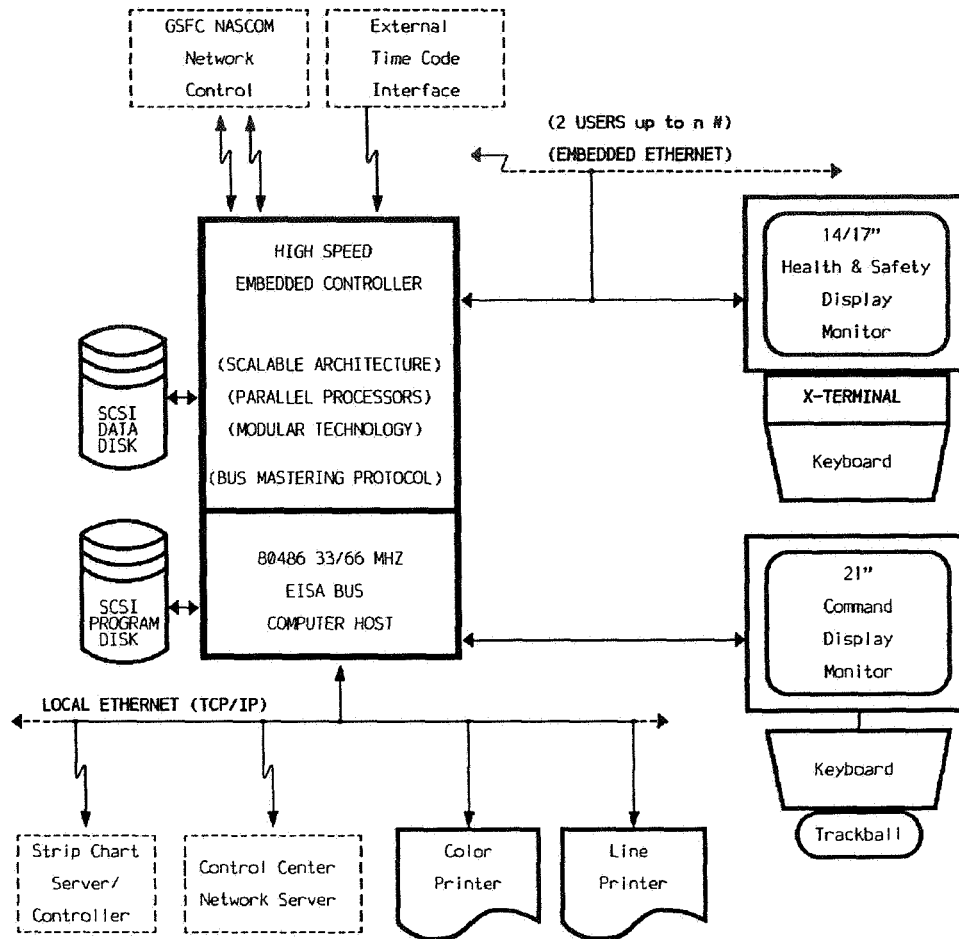 GSFC NASCOM
Network
Control
External
Time Code
Interface
(2 USERS up to n #)
(EMBEDDED ETHERNET)
HIGH SPEED
EMBEDDED CONTROLLER
(SCALABLE ARCHITECTURE)
(PARALLEL PROCESSORS)
(MODULAR TECHNOLOGY)
(BUS MASTERING PROTOCOL)
14/17"
Health & Safety
Display
Monitor
X-TERMINAL
Keyboard
SCSI
DATA
DISK
SCSI
PROGRAM
DISK
80486 33/66 MHZ
EISA BUS
COMPUTER HOST
21"
Command
Display
Monitor
Keyboard
Trackball
LOCAL ETHERNET (TCP/IP)
Strip Chart
Server/
Controller
Control Center
Network Server
Color
Printer
Line
Printer